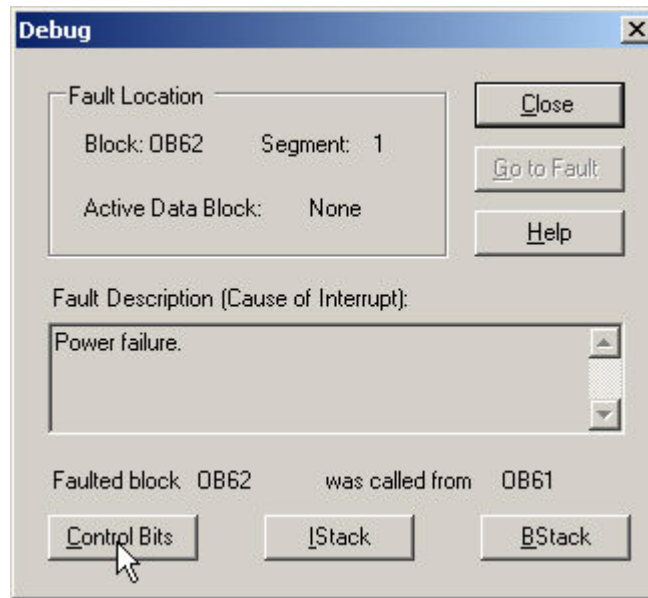 Debug
Fault Location
Close
Block: OB62 Segment: 1
Go to Fault
Active Data Block: None
Help
Fault Description (Cause of Interrupt):
Power failure.
Faulted block OB62 was called from OB61
Control Bits IStack BStack